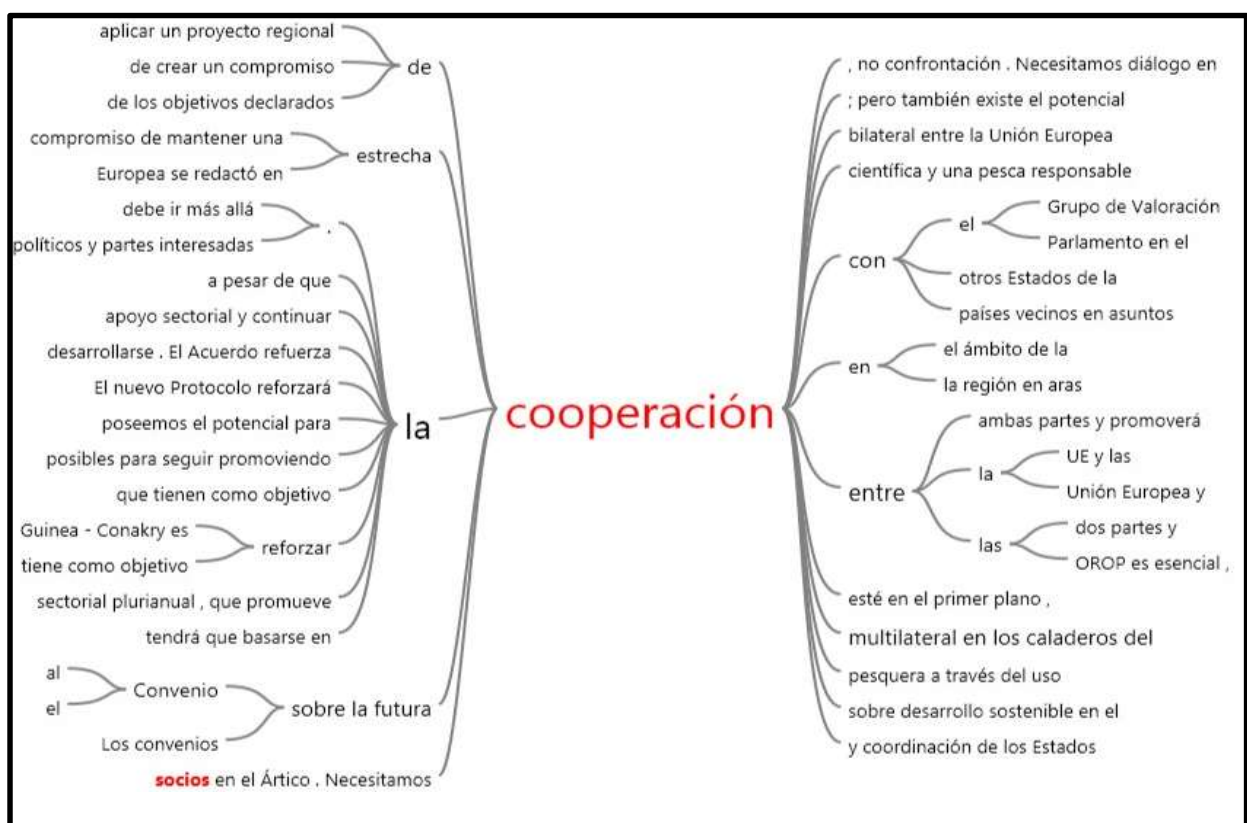 aplicar un proyecto regional
de crear un compromiso
de los objetivos declarados
de
compromiso de mantener una
Europea se redactó en
estrecha
debe ir más allá
políticos y partes interesadas
,
a pesar de que
apoyo sectorial y continuar
desarrollarse . El Acuerdo refuerza
El nuevo Protocolo reforzará
poseemos el potencial para
posibles para seguir promoviendo
que tienen como objetivo
Guinea - Conakry es
tiene como objetivo
reforzar
sectorial plurianual , que promueve
tendrá que basarse en
la
al
el
Convenio
Los convenios
sobre la futura
socios en el Ártico . Necesitamos
cooperación
, no confrontación . Necesitamos diálogo en
; pero también existe el potencial
bilateral entre la Unión Europea
científica y una pesca responsable
con
el
Grupo de Valoración
Parlamento en el
otros Estados de la
países vecinos en asuntos
en
el ámbito de la
la región en aras
entre
ambas partes y promoverá
la
UE y las
Unión Europea y
las
dos partes y
OROP es esencial ,
esté en el primer plano ,
multilateral en los caladeros del
pesquera a través del uso
sobre desarrollo sostenible en el
y coordinación de los Estados